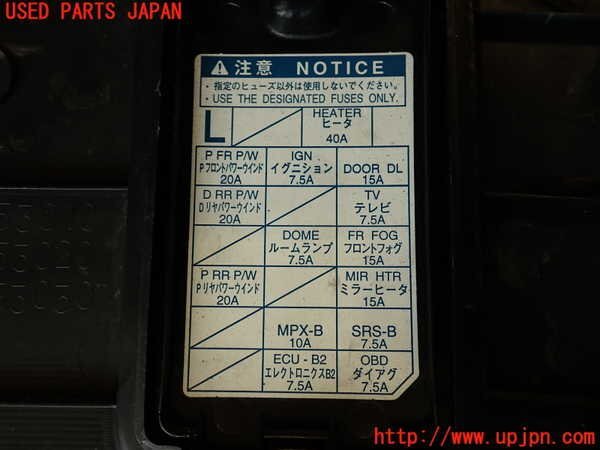 USED PARTS JAPAN
注意 NOTICE
・指定のヒューズ以外は使用しないでください。
・USE THE DESIGNATED FUSES ONLY.
L
HEATER
ヒータ
40A
P FR P/W
Pフロントパワーウインド
20A
IGN
イグニション
7.5A
DOOR DL
15A
D RR P/W
Dリヤパワーウインド
20A
TV
テレビ
7.5A
DOME
ルームランプ
7.5A
FR FOG
フロントフォグ
15A
P RR P/W
Pリヤパワーウインド
20A
MIR HTR
ミラーヒータ
15A
MPX-B
10A
SRS-B
7.5A
ECU-B2
エレクトロニクスB2
7.5A
OBD
ダイアグ
7.5A
http://www.upjpn.com/